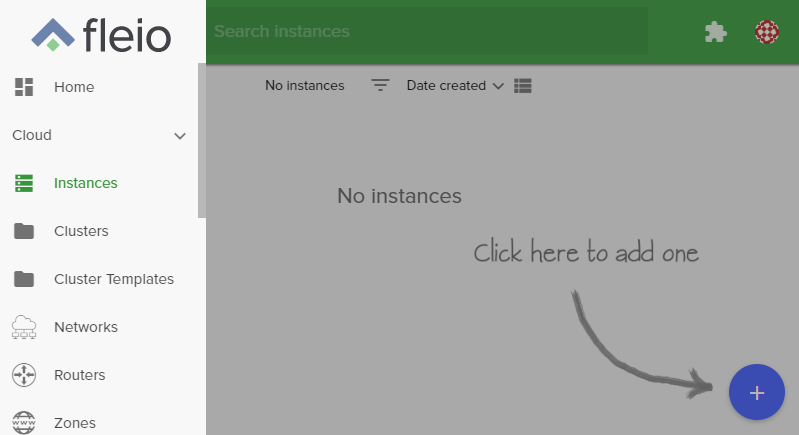 fleio
Search instances
Home
No instances
Date created
Cloud
Instances
No instances
Clusters
Click here to add one
Cluster Templates
Networks
Routers
+
WWW
Zones